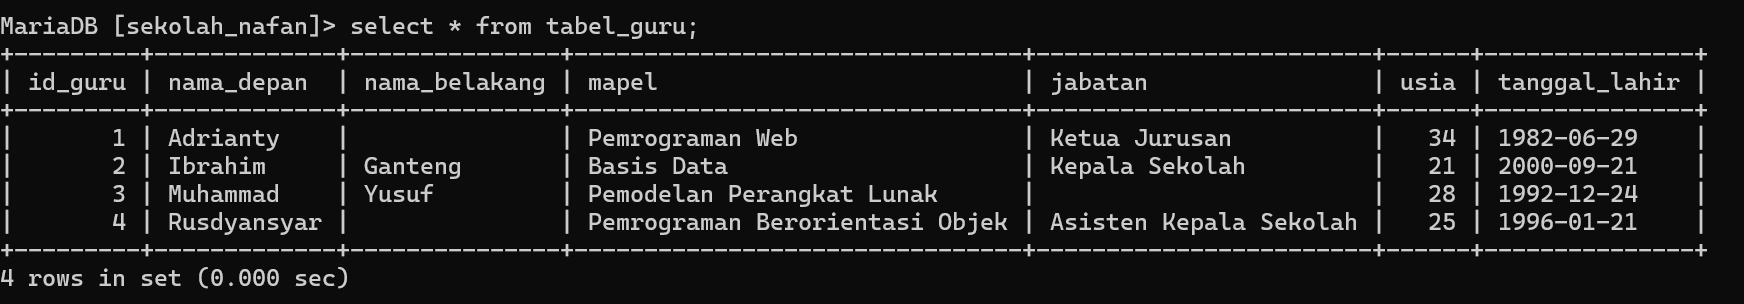 MariaDB [sekolah_nafan]> select * from tabel_guru;
+---------+------------+---------------+--------------------------------+------------------------+------+---------------+
| id_guru | nama_depan | nama_belakang | mapel                          | jabatan                | usia | tanggal_lahir |
+---------+------------+---------------+--------------------------------+------------------------+------+---------------+
|       1 | Adrianty   |               | Pemrograman Web                | Ketua Jurusan          |   34 | 1982-06-29    |
|       2 | Ibrahim    | Ganteng       | Basis Data                     | Kepala Sekolah         |   21 | 2000-09-21    |
|       3 | Muhammad   | Yusuf         | Pemodelan Perangkat Lunak      |                        |   28 | 1992-12-24    |
|       4 | Rusdyansyar |               | Pemrograman Berorientasi Objek | Asisten Kepala Sekolah |   25 | 1996-01-21    |
+---------+------------+---------------+--------------------------------+------------------------+------+---------------+
4 rows in set (0.000 sec)